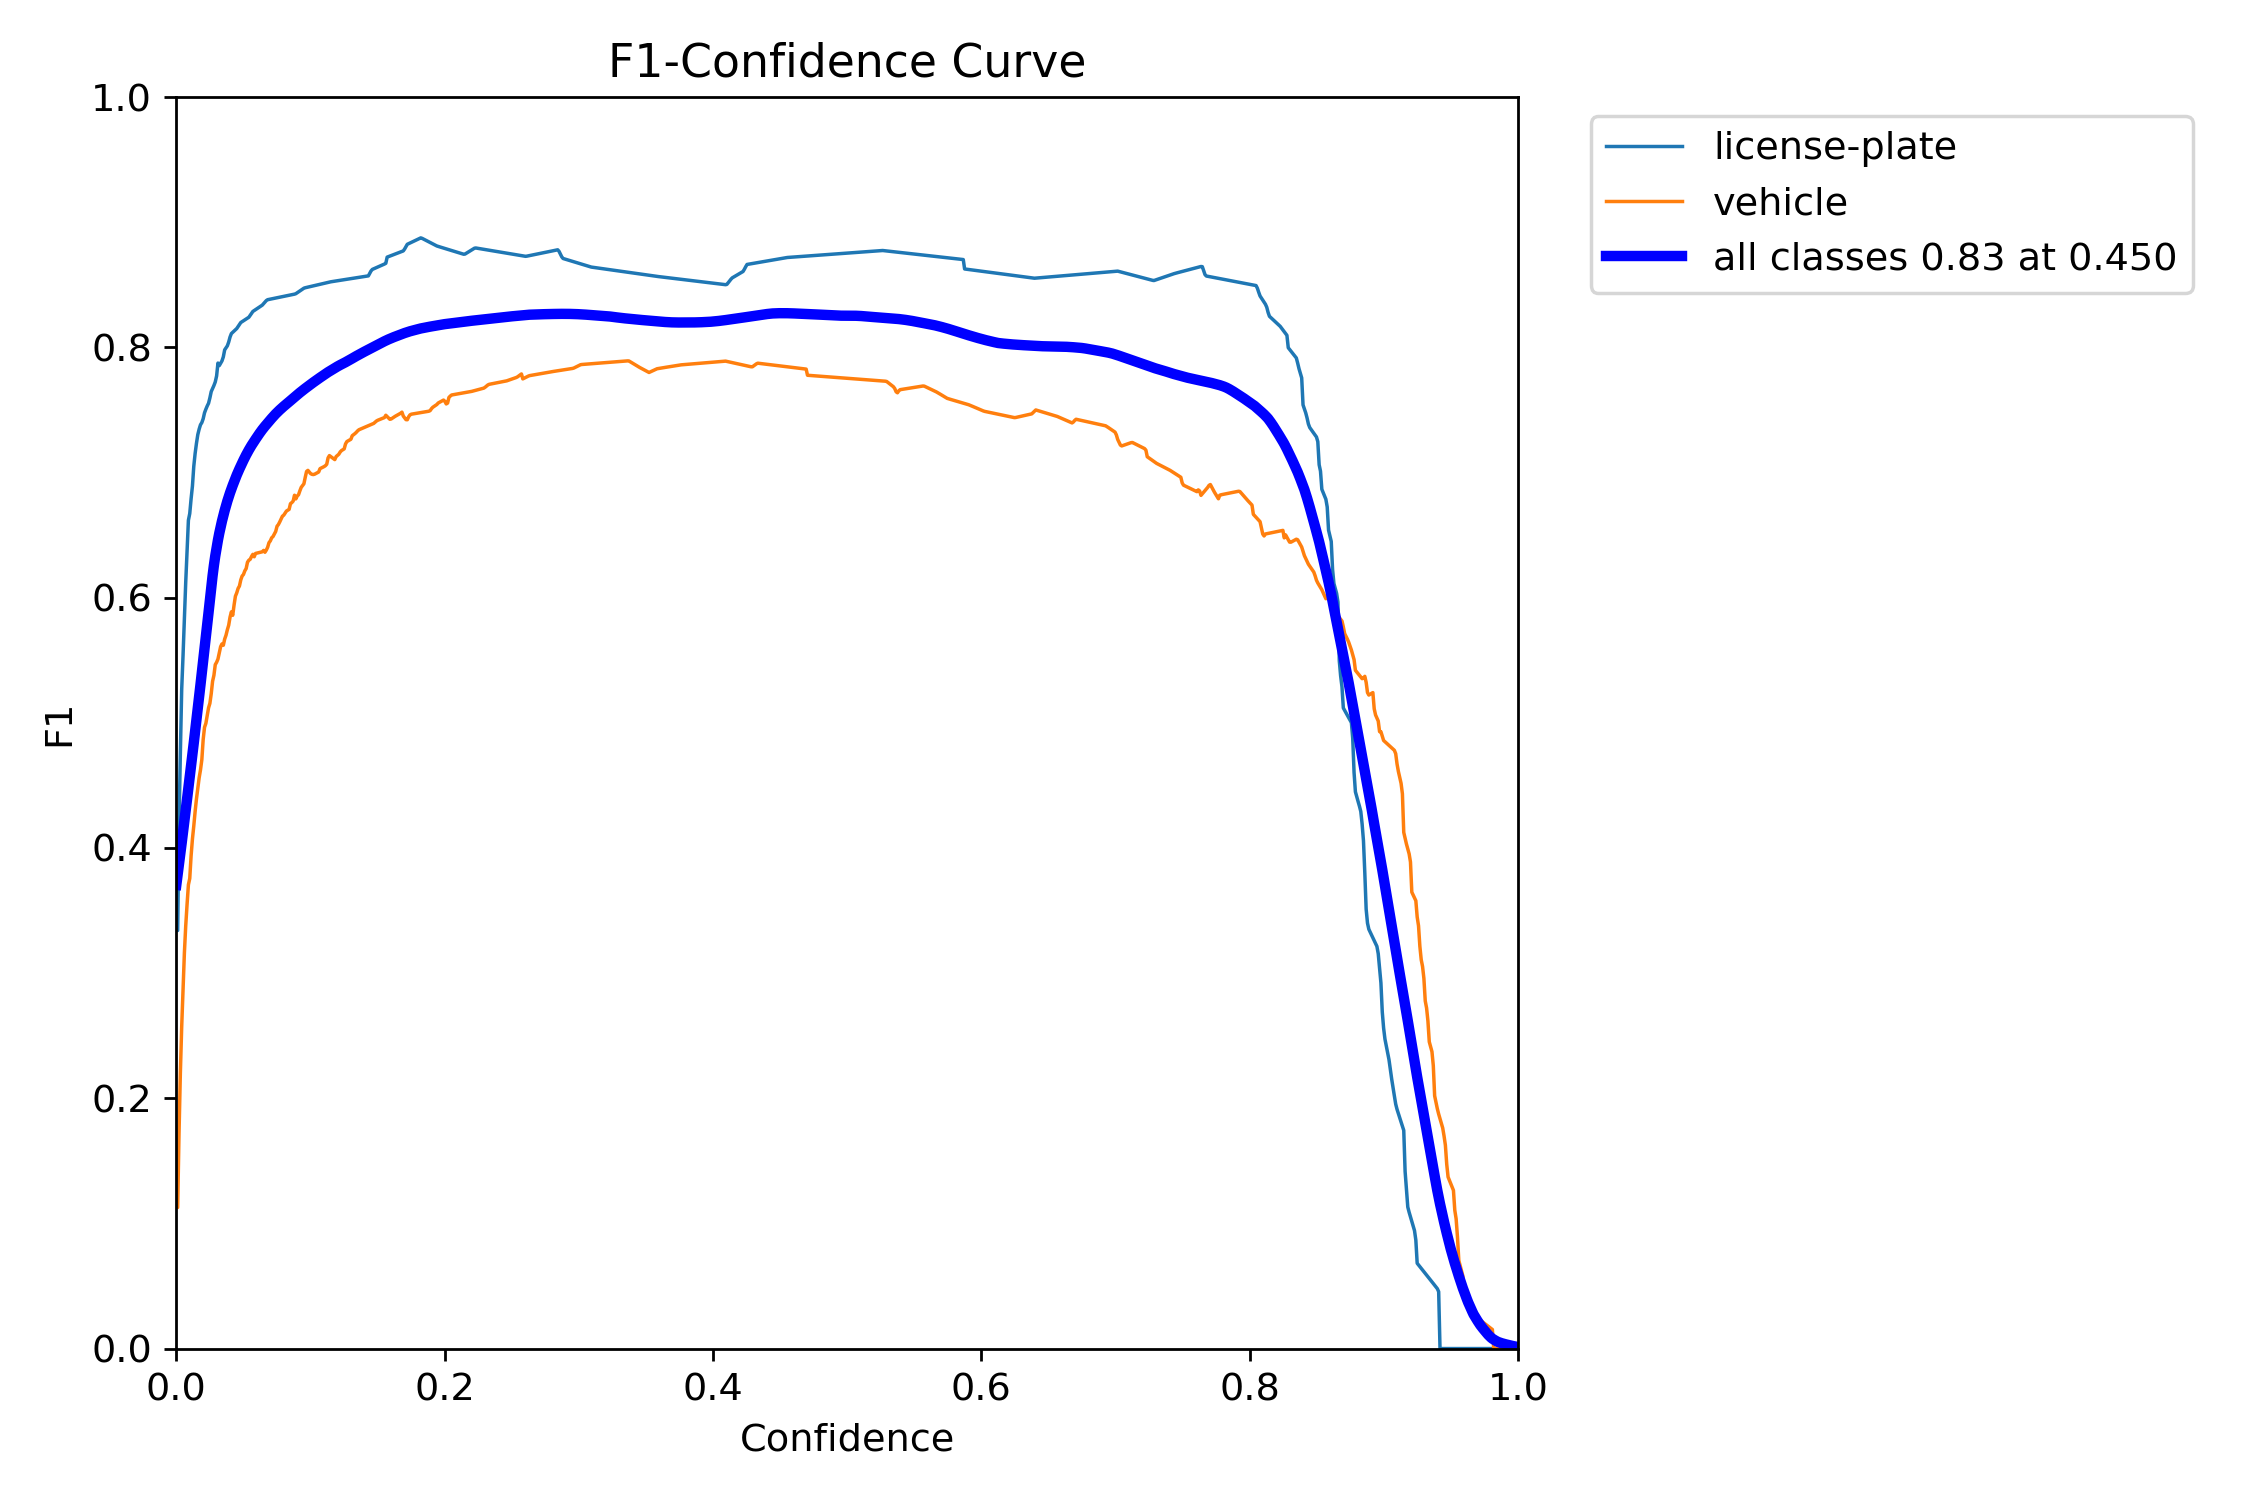 F1-Confidence Curve
1.0
0.8
0.6
0.4
0.2
0.0
F1
0.0 0.2 0.4 0.6 0.8 1.0
Confidence
license-plate
vehicle
all classes 0.83 at 0.450